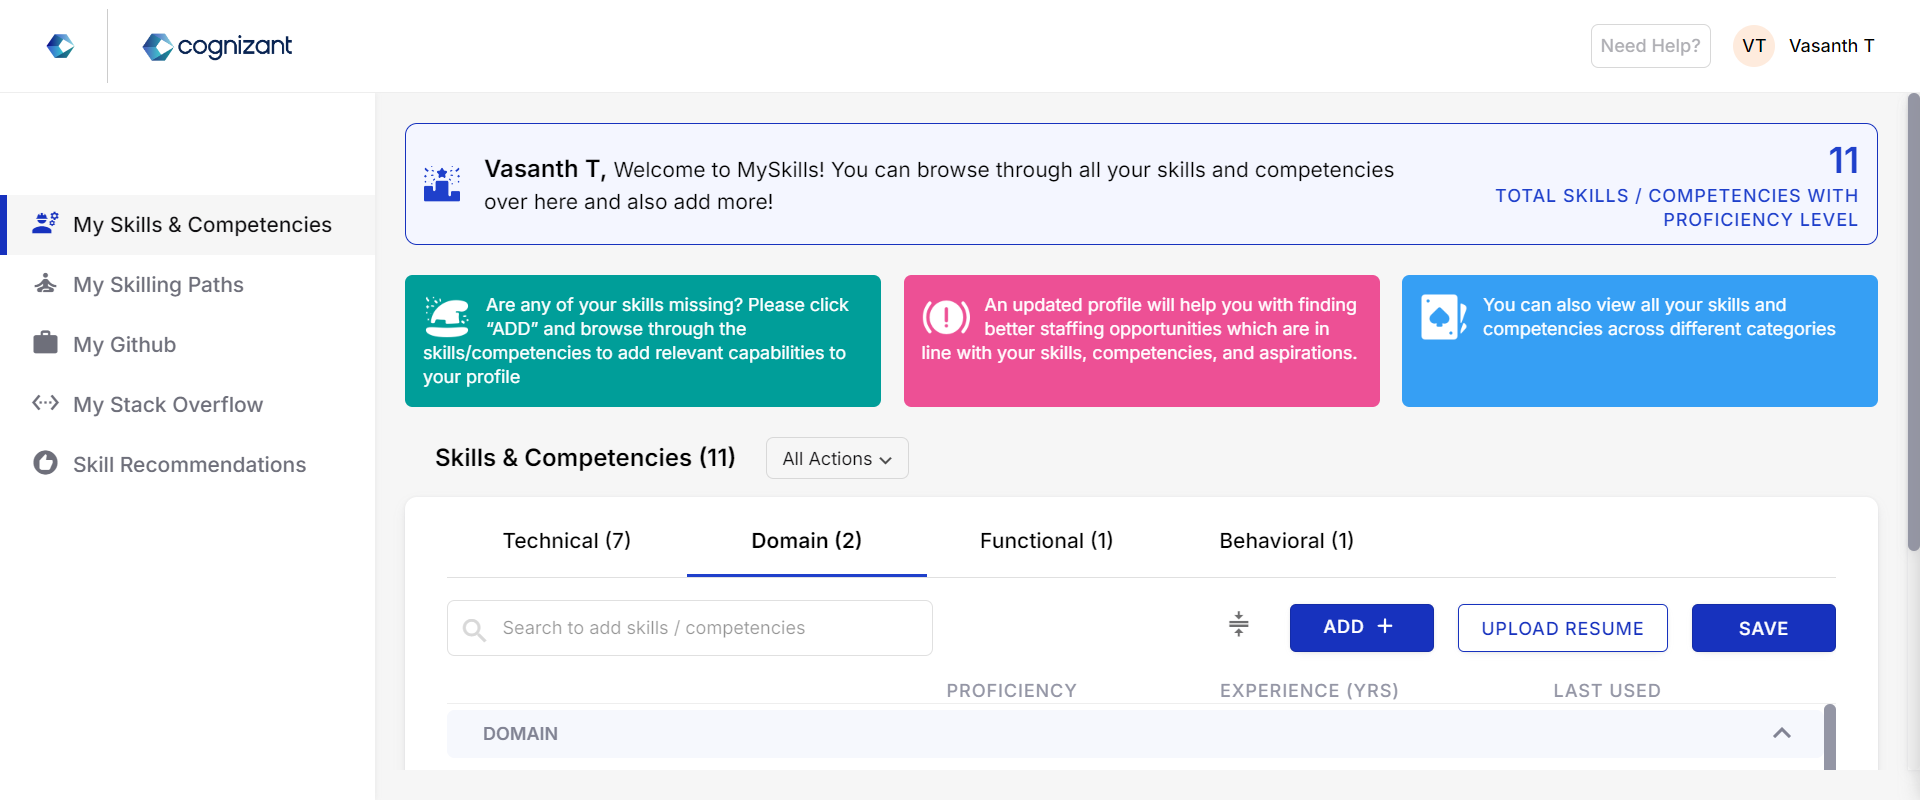 cognizant
Need Help?
VT
Vasanth T
My Skills & Competencies
My Skilling Paths
My Github
My Stack Overflow
Skill Recommendations
Vasanth T, Welcome to MySkills! You can browse through all your skills and competencies
over here and also add more!
11
TOTAL SKILLS / COMPETENCIES WITH
PROFICIENCY LEVEL
Are any of your skills missing? Please click
“ADD” and browse through the
skills/competencies to add relevant capabilities to
your profile
An updated profile will help you with finding
better staffing opportunities which are in
line with your skills, competencies, and aspirations.
You can also view all your skills and
competencies across different categories
Skills & Competencies (11)
All Actions
Technical (7)
Domain (2)
Functional (1)
Behavioral (1)
Search to add skills / competencies
ADD +
UPLOAD RESUME
SAVE
PROFICIENCY
EXPERIENCE (YRS)
LAST USED
DOMAIN